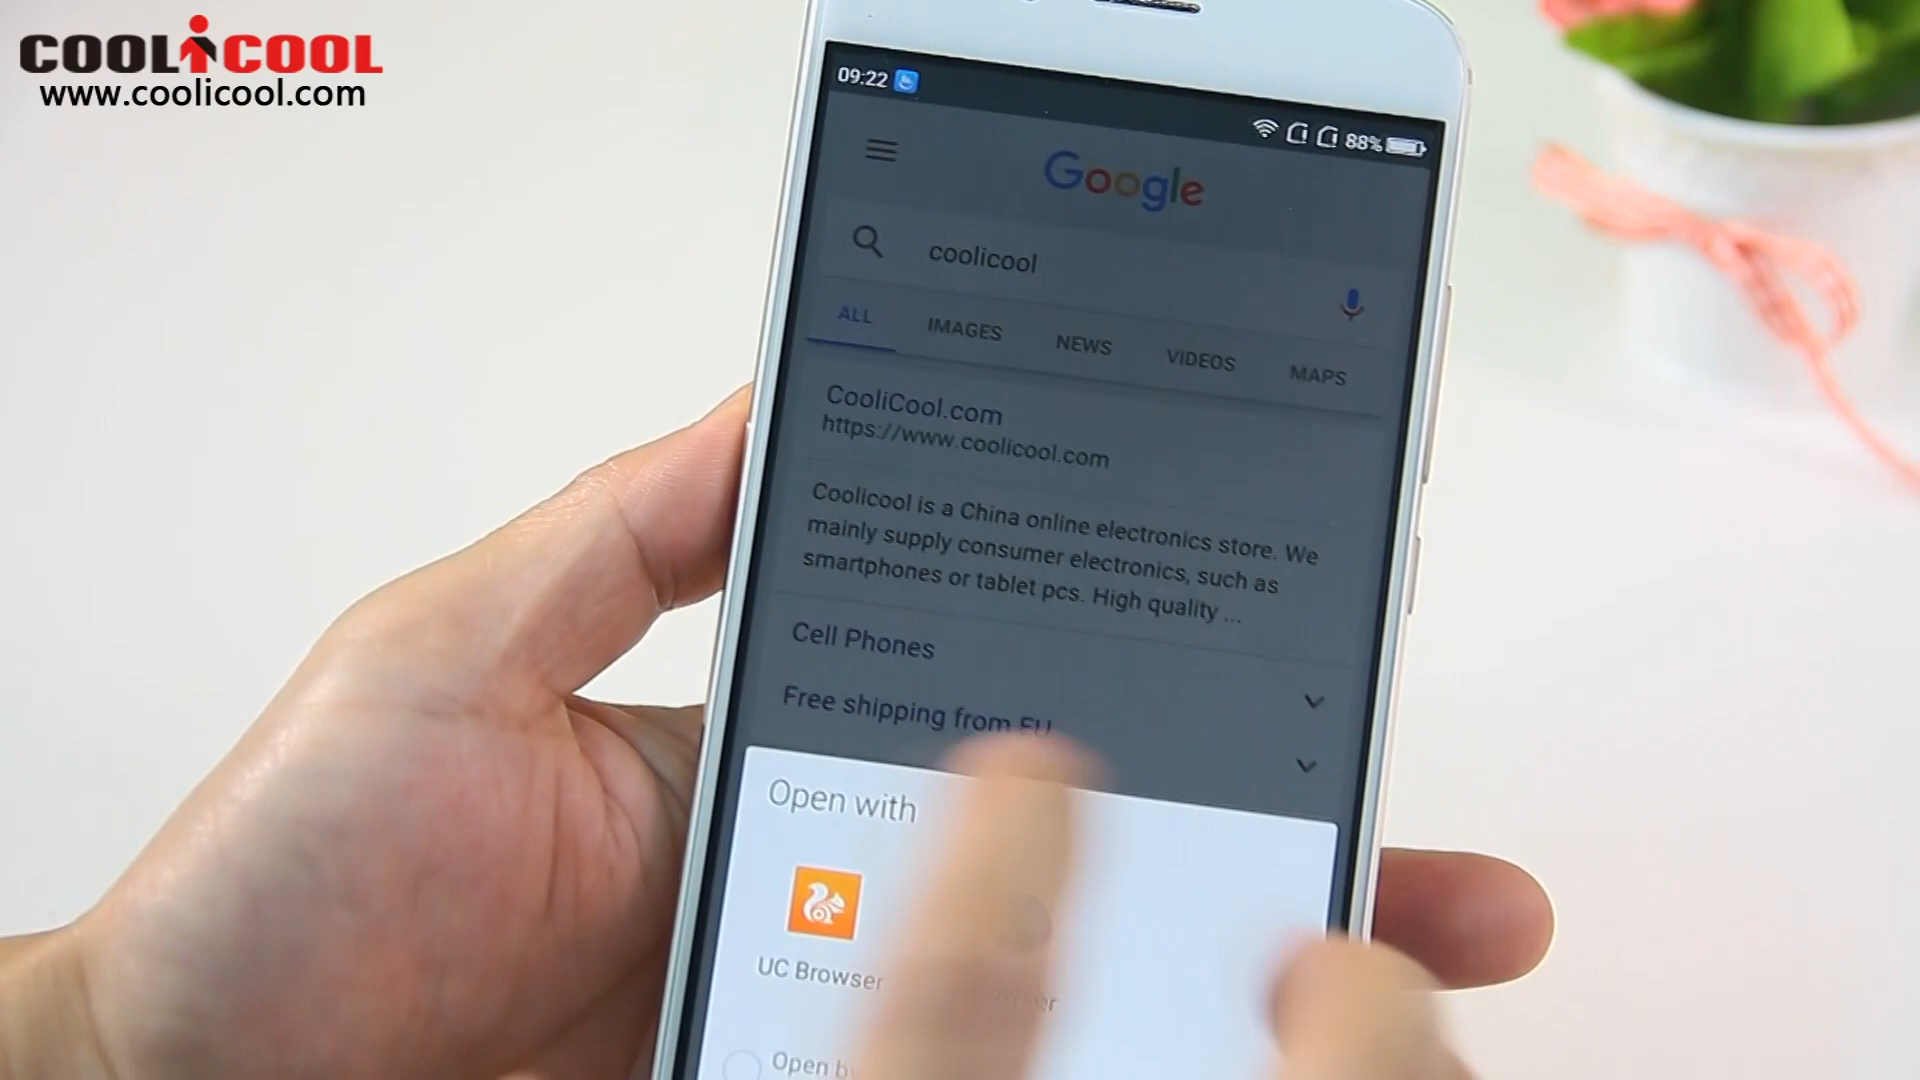 COOLiCOOL
www.coolicool.com
09:22
88%
Google
coolicool
ALL IMAGES NEWS VIDEOS MAPS
CooliCool.com
https://www.coolicool.com
Coolicool is a China online electronics store. We
mainly supply consumer electronics, such as
smartphones or tablet pcs. High quality ...
Cell Phones
Free shipping from EU
Open with
UC Browser
Open